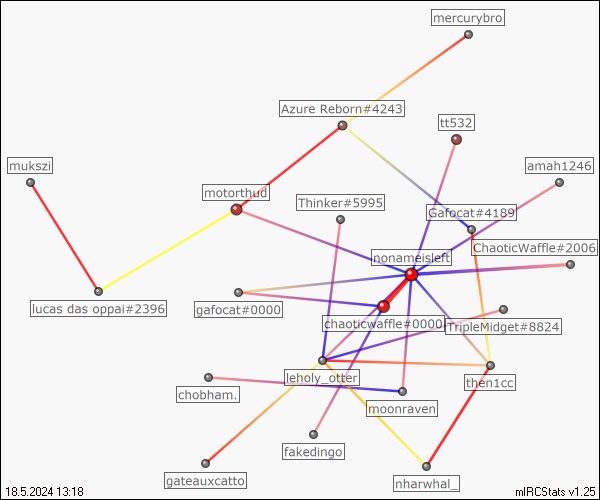 mercurybro
Azure Reborn#4243
tt532
mukszi
amah1246
motorthud
Thinker#5995
Gafocat#4189
ChaoticWaffle#2006
nonameisleft
lucas das oppai#2396
gafocat#0000
chaoticwaffle#0000
TripleMidget#8824
leholy_otter
then1cc
chobham.
moonraven
fakedingo
gateauxcatto
nharwhal_
18.5.2024 13:18
mIRCStats v1.25